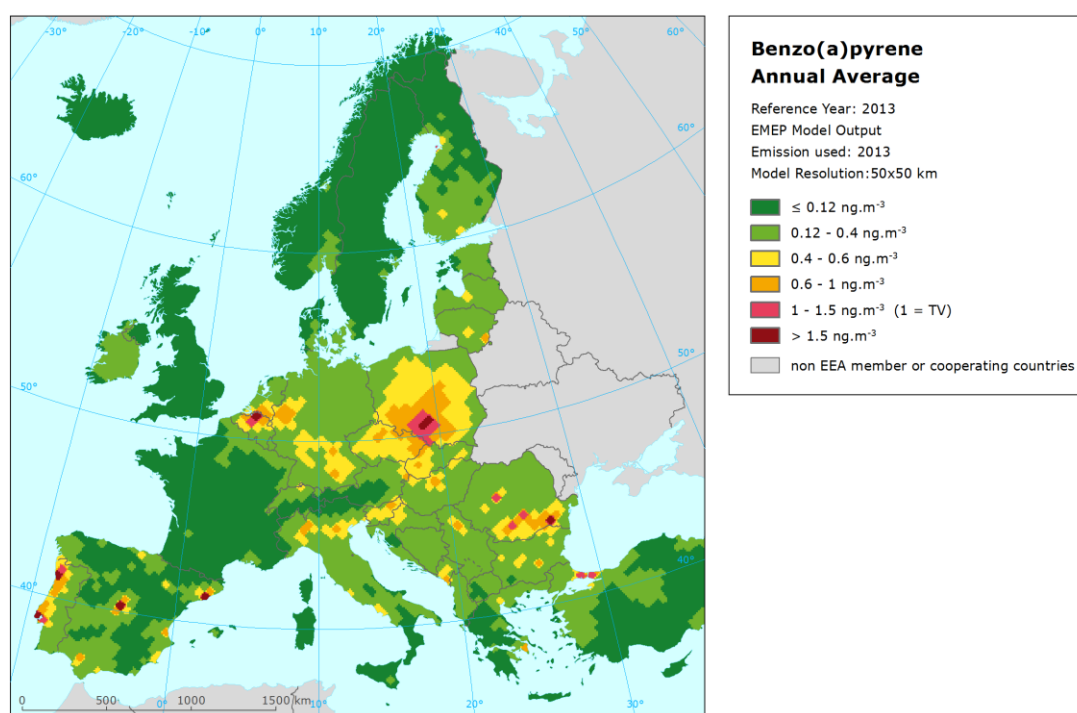 -30° -20° -10° 0° 10° 20° 30° 40° 50° 60°
60°
50°
40°
60°
50°
40°
0° 10° 20° 30°
0 500 1000 1500 km
Benzo(a)pyrene
Annual Average
Reference Year: 2013
EMEP Model Output
Emission used: 2013
Model Resolution:50x50 km
≤ 0.12 ng.m⁻³
0.12 - 0.4 ng.m⁻³
0.4 - 0.6 ng.m⁻³
0.6 - 1 ng.m⁻³
1 - 1.5 ng.m⁻³ (1 = TV)
> 1.5 ng.m⁻³
non EEA member or cooperating countries